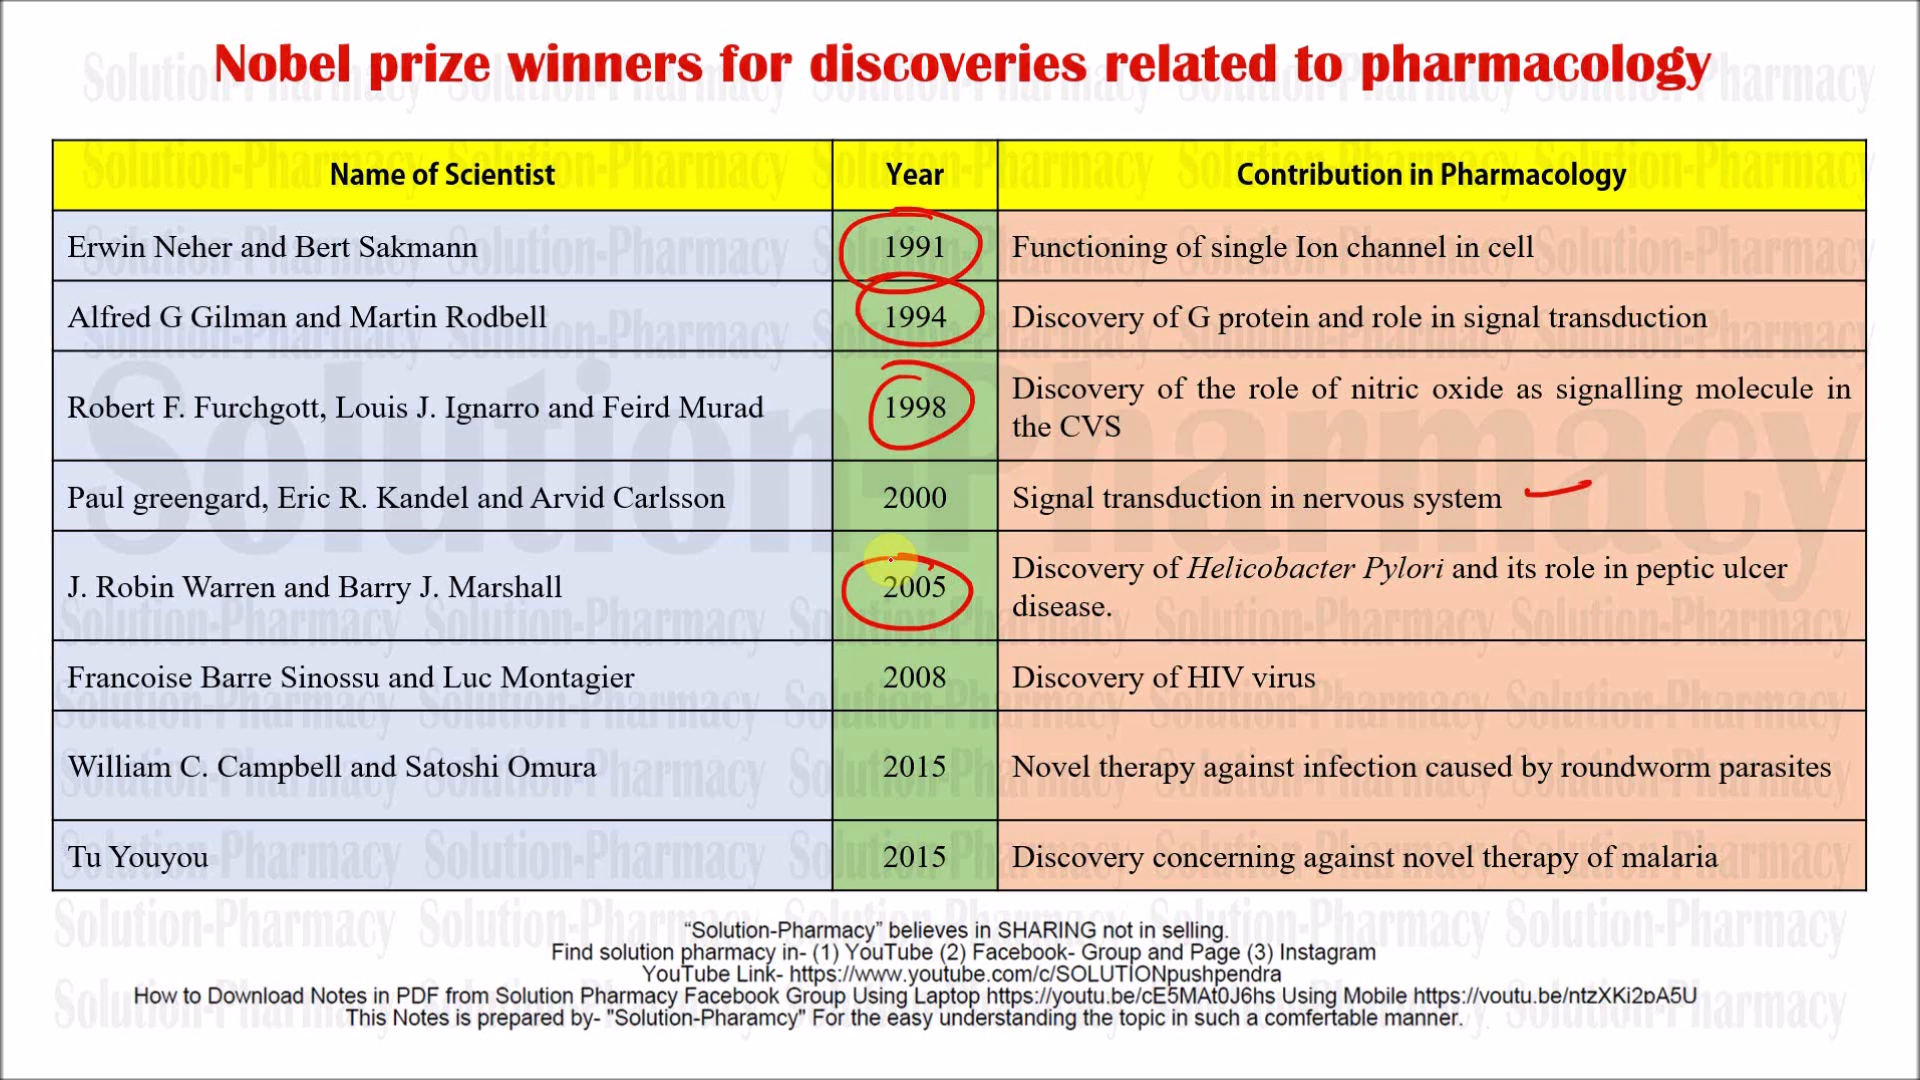 Nobel prize winners for discoveries related to pharmacology
Name of Scientist
Year
Contribution in Pharmacology
Erwin Neher and Bert Sakmann
1991
Functioning of single Ion channel in cell
Alfred G Gilman and Martin Rodbell
1994
Discovery of G protein and role in signal transduction
Robert F. Furchgott, Louis J. Ignarro and Feird Murad
1998
Discovery of the role of nitric oxide as signalling molecule in
the CVS
Paul greengard, Eric R. Kandel and Arvid Carlsson
2000
Signal transduction in nervous system
J. Robin Warren and Barry J. Marshall
2005
Discovery of Helicobacter Pylori and its role in peptic ulcer
disease.
Francoise Barre Sinossu and Luc Montagier
2008
Discovery of HIV virus
William C. Campbell and Satoshi Omura
2015
Novel therapy against infection caused by roundworm parasites
Tu Youyou
2015
Discovery concerning against novel therapy of malaria
Solution-Pharmacy
“Solution-Pharmacy” believes in SHARING not in selling.
Find solution pharmacy in- (1) YouTube (2) Facebook- Group and Page (3) Instagram
YouTube Link- https://www.youtube.com/c/SOLUTIONpushpendra
How to Download Notes in PDF from Solution Pharmacy Facebook Group Using Laptop https://youtu.be/cE5MAt0J6hs Using Mobile https://youtu.be/ntzXKi2pA5U
This Notes is prepared by- "Solution-Pharamcy" For the easy understanding the topic in such a comfertable manner.